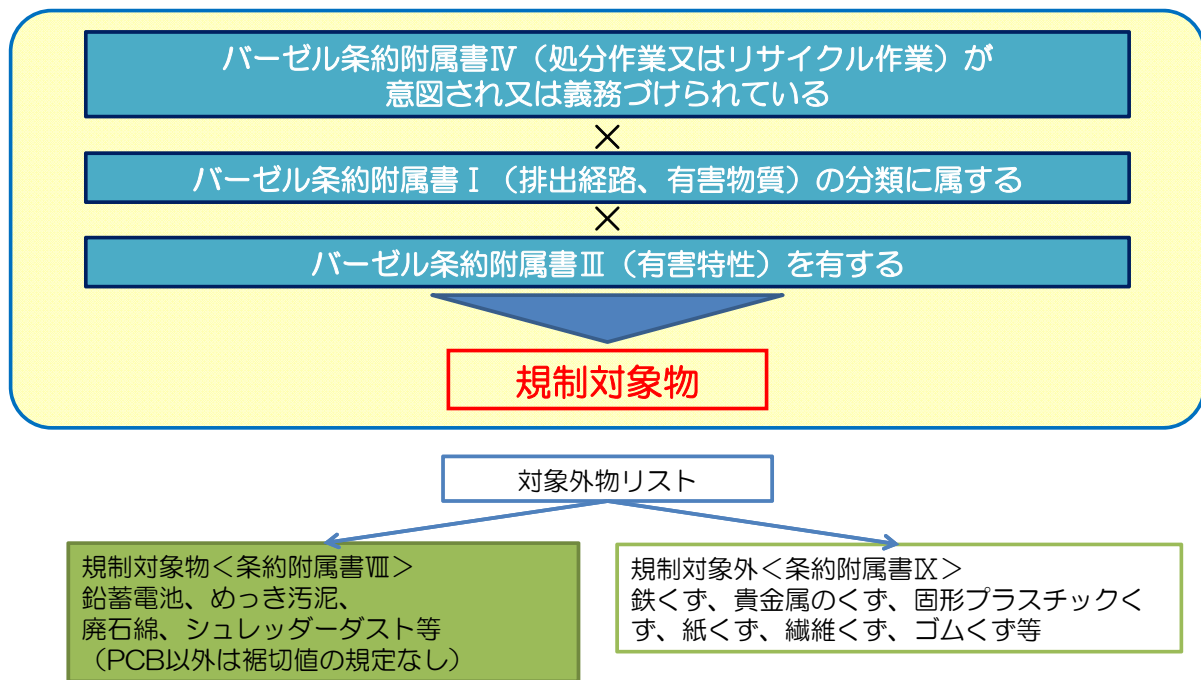 バーゼル条約附属書Ⅳ（処分作業又はリサイクル作業）が
意図され又は義務づけられている
×
バーゼル条約附属書Ⅰ（排出経路、有害物質）の分類に属する
×
バーゼル条約附属書Ⅲ（有害特性）を有する
規制対象物
対象外物リスト
規制対象物＜条約附属書Ⅷ＞
鉛蓄電池、めっき汚泥、
廃石綿、シュレッダーダスト等
（PCB以外は裾切値の規定なし）
規制対象外＜条約附属書Ⅸ＞
鉄くず、貴金属のくず、固形プラスチックく
ず、紙くず、繊維くず、ゴムくず等